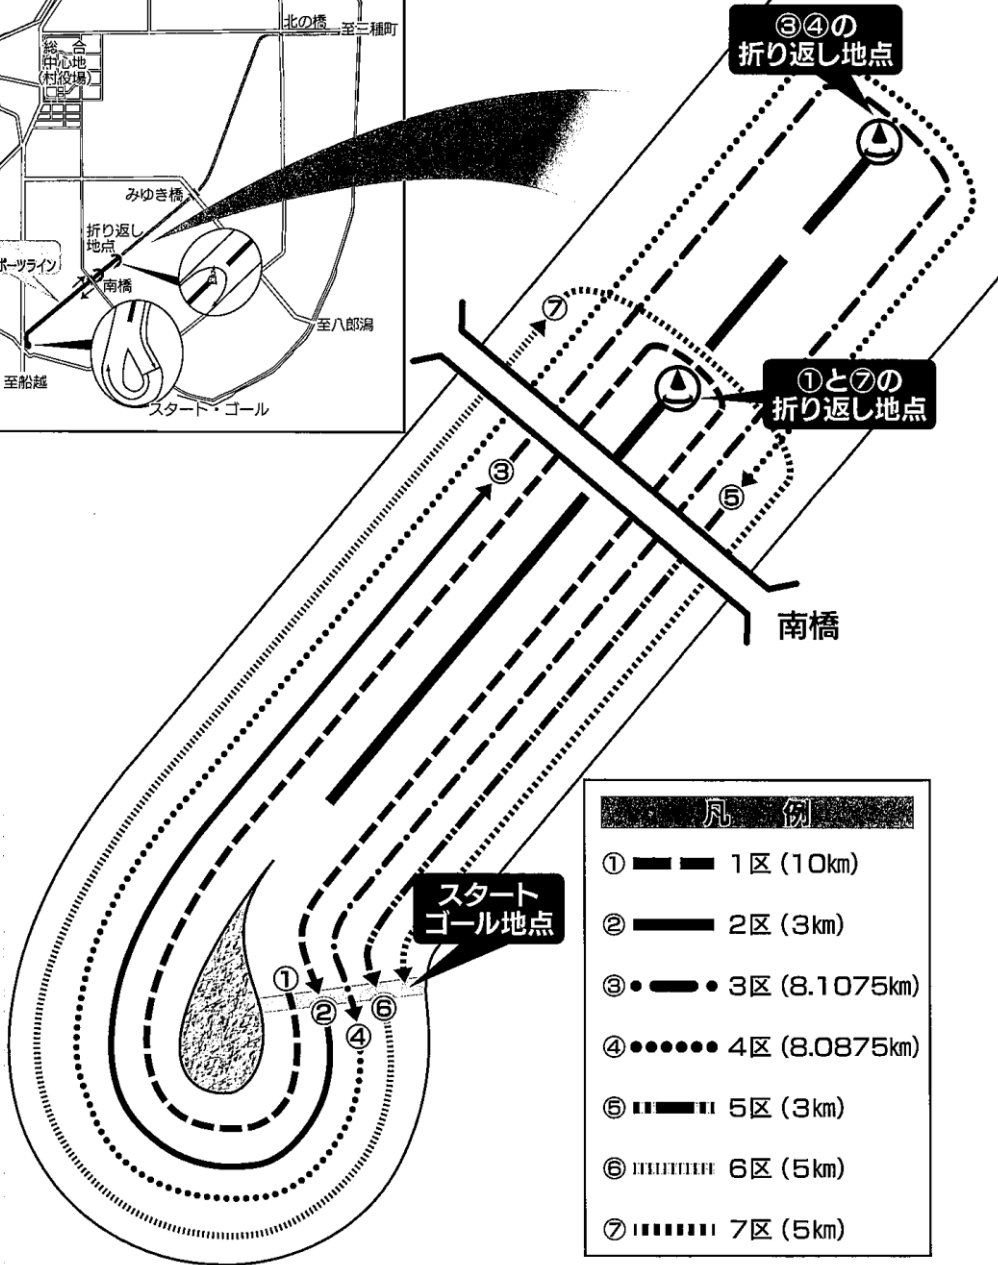 北の橋
至三種町
総合
中心地
(村役場)
みゆき橋
折り返し
地点
ポーツライン
南橋
至八郎潟
至船越
スタート・ゴール
③④の
折り返し地点
⑦
①と⑦の
折り返し地点
③
⑤
南橋
スタート
ゴール地点
①
②
⑥
④
凡例
① 1区 (10km)
② 2区 (3km)
③ 3区 (8.1075km)
④ 4区 (8.0875km)
⑤ 5区 (3km)
⑥ 6区 (5km)
⑦ 7区 (5km)